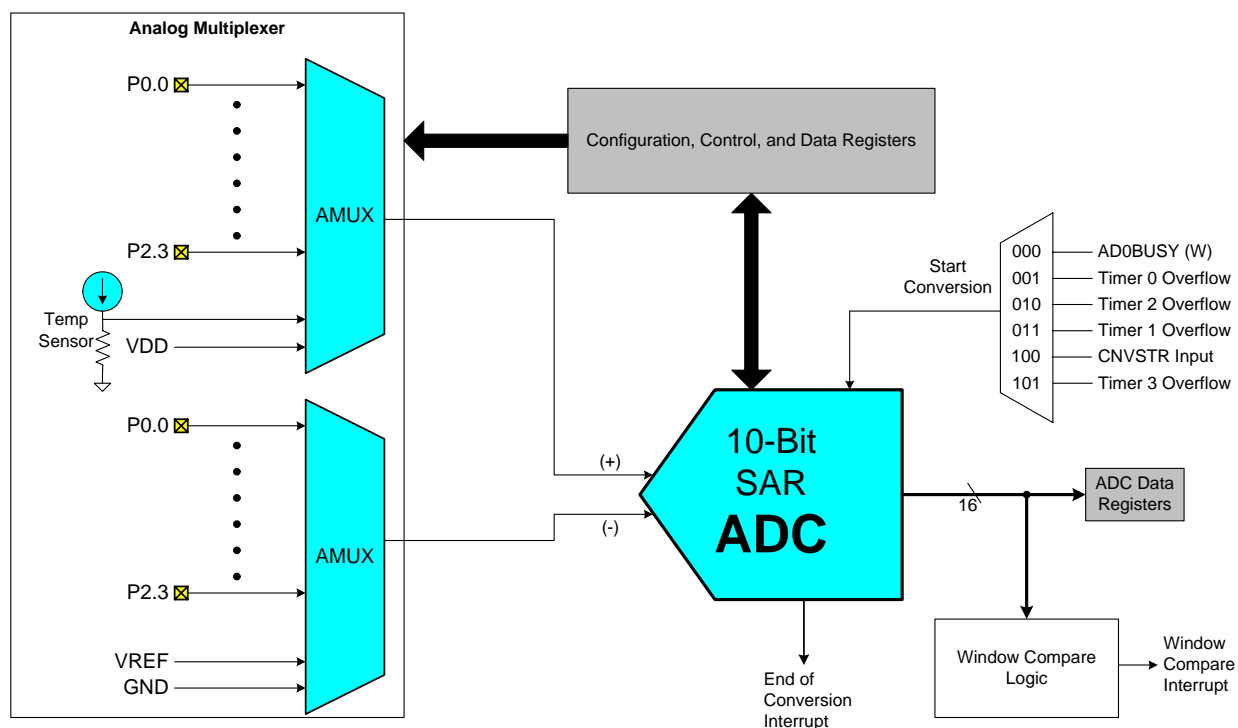 Analog Multiplexer
P0.0
P2.3
Temp
Sensor
VDD
AMUX
P0.0
P2.3
VREF
GND
AMUX
Configuration, Control, and Data Registers
Start
Conversion
000 AD0BUSY (W)
001 Timer 0 Overflow
010 Timer 2 Overflow
011 Timer 1 Overflow
100 CNVSTR Input
101 Timer 3 Overflow
(+)
(-)
10-Bit
SAR
ADC
16
ADC Data
Registers
End of
Conversion
Interrupt
Window Compare
Logic
Window
Compare
Interrupt